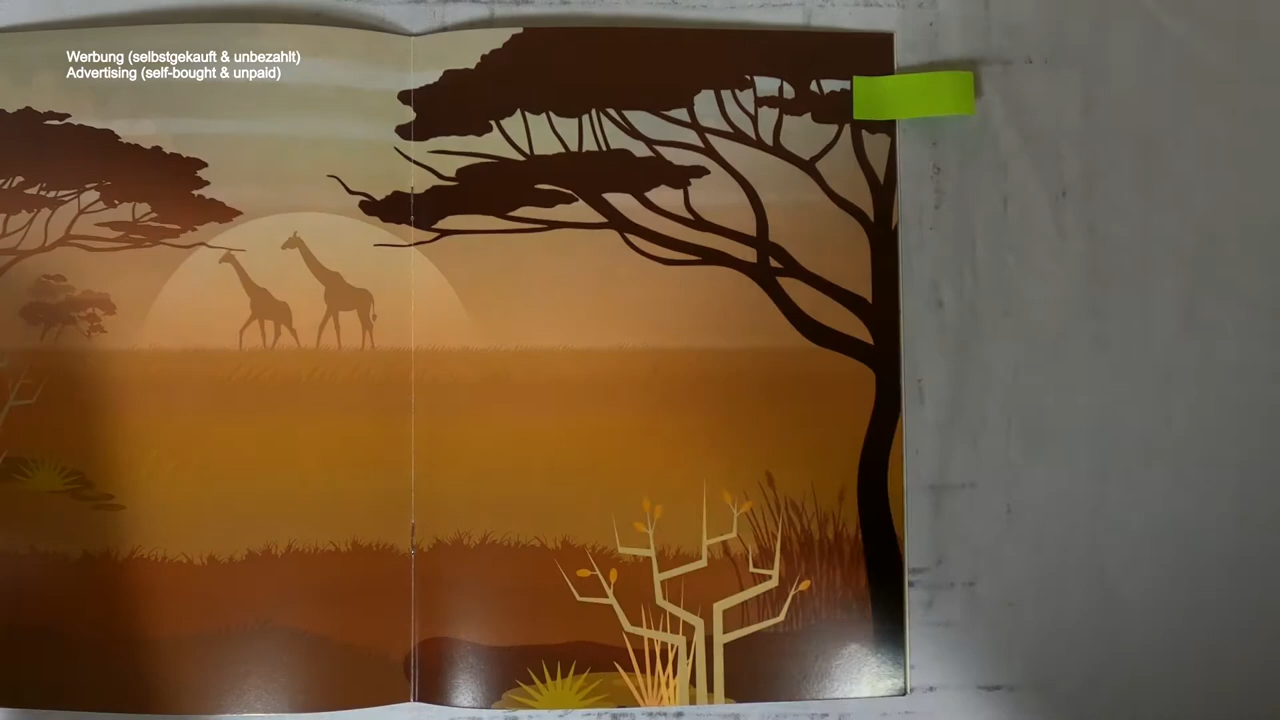 Werbung (selbstgekauft & unbezahlt)
Advertising (self-bought & unpaid)